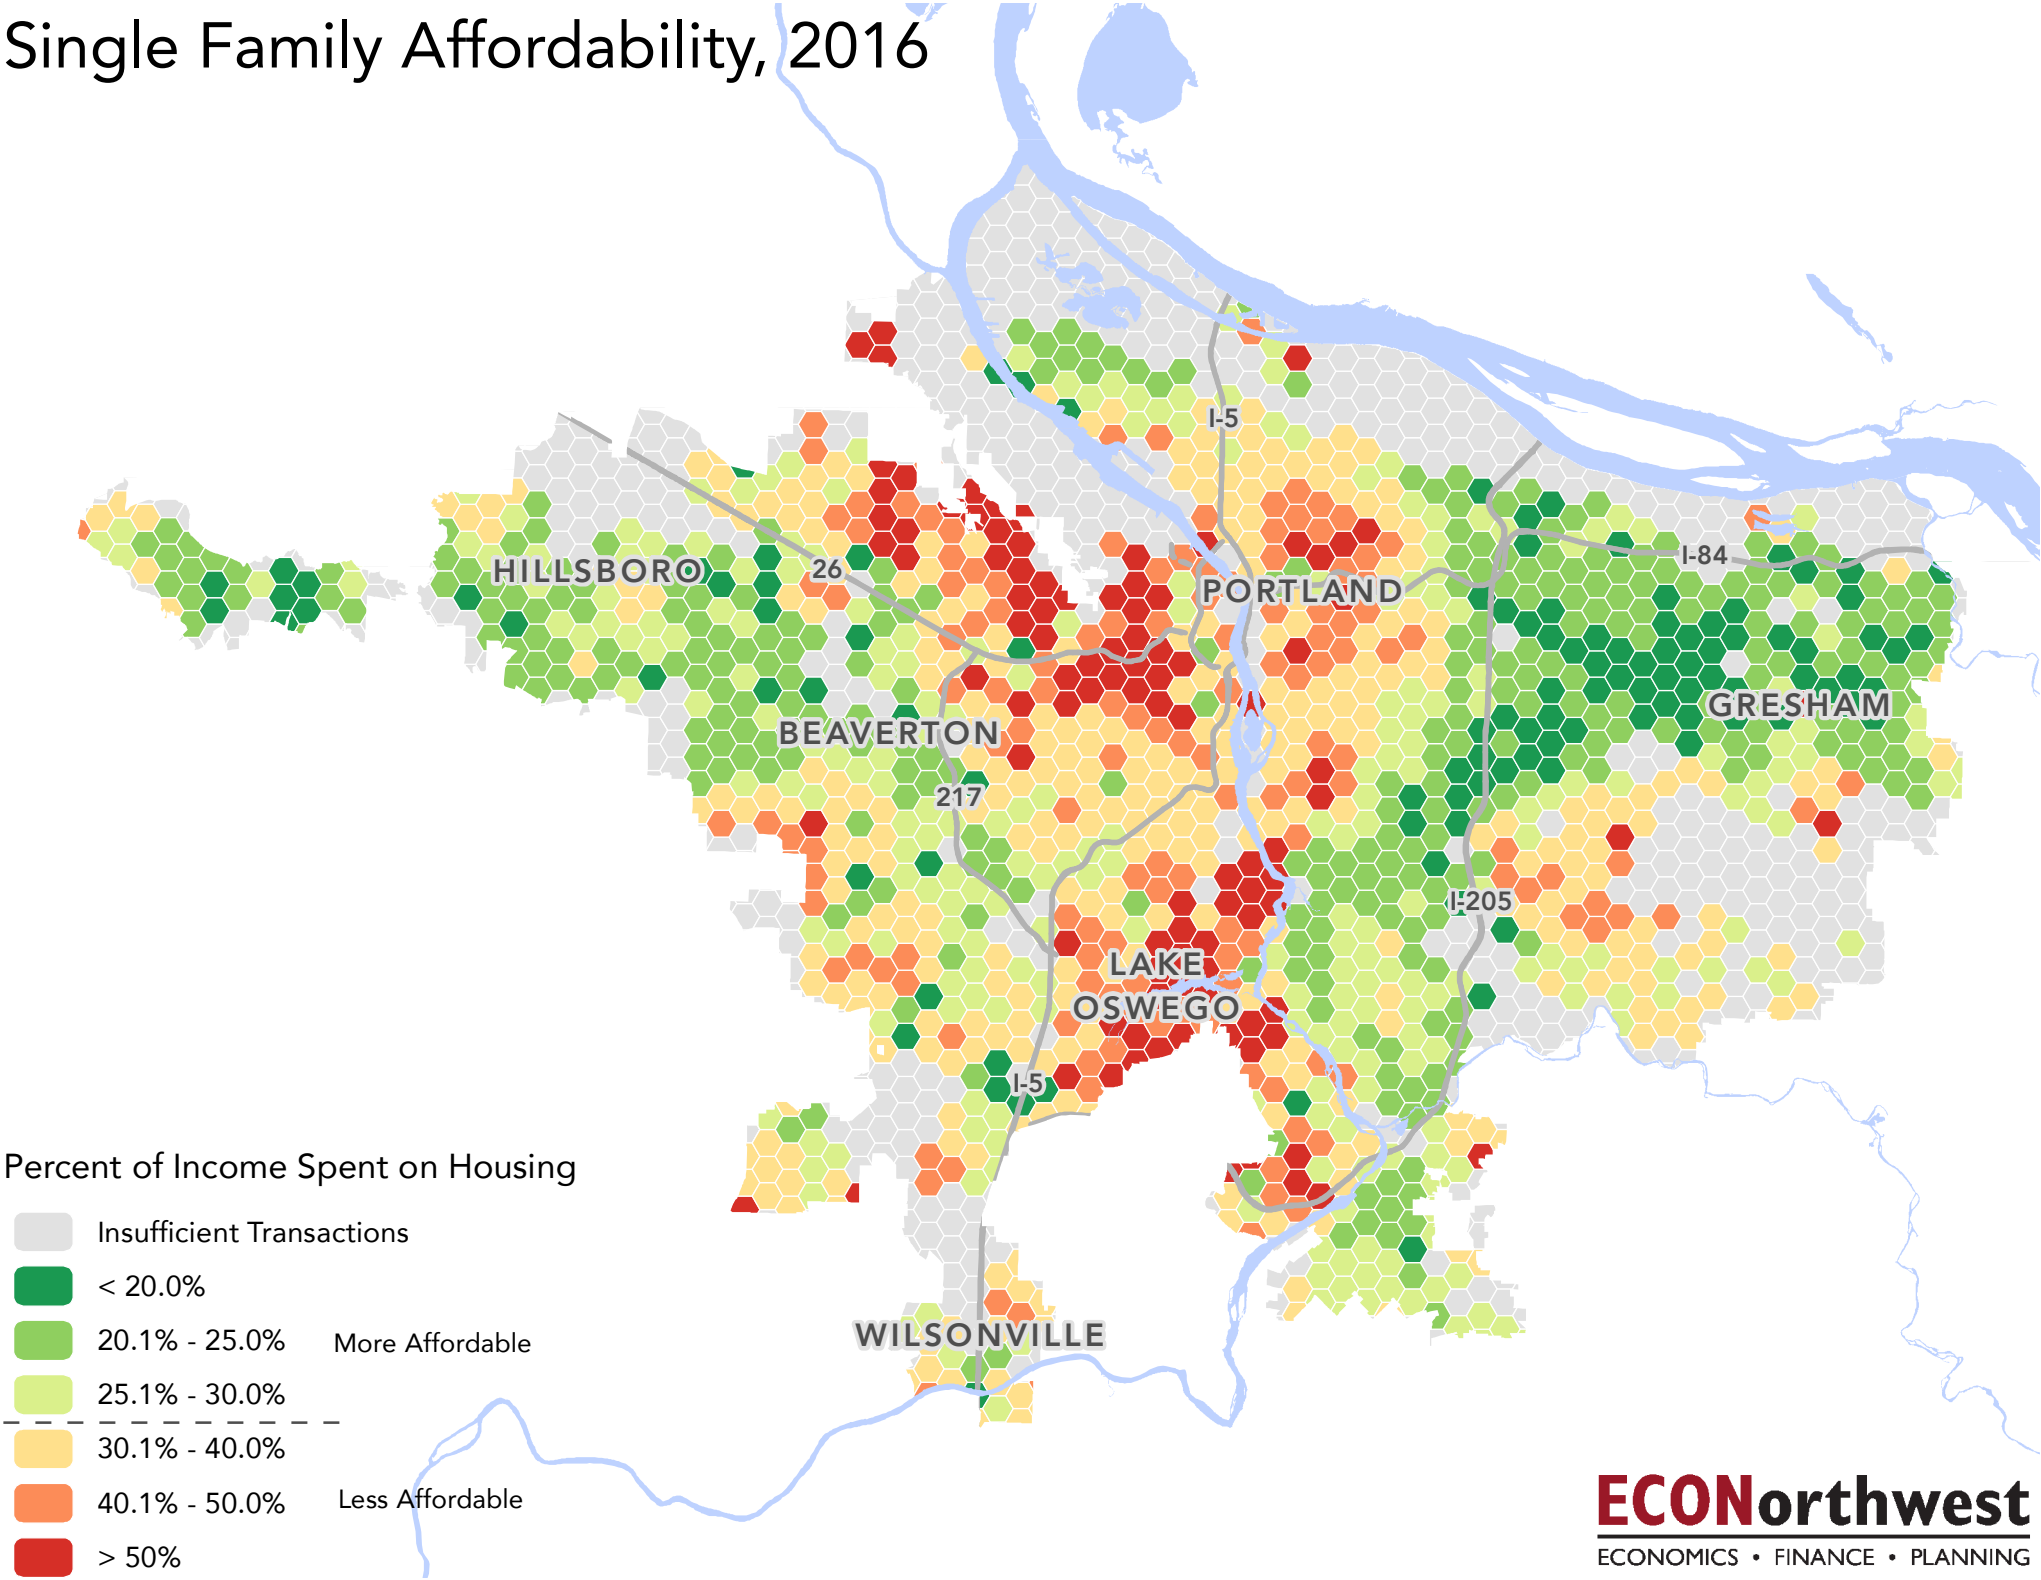 Single Family Affordability, 2016
I-5
HILLSBORO
26
PORTLAND
I-84
BEAVERTON
GRESHAM
217
I-205
LAKE
OSWEGO
I-5
WILSONVILLE
Percent of Income Spent on Housing
Insufficient Transactions
< 20.0%
20.1% - 25.0%
More Affordable
25.1% - 30.0%
30.1% - 40.0%
40.1% - 50.0%
Less Affordable
> 50%
ECONorthwest
ECONOMICS • FINANCE • PLANNING